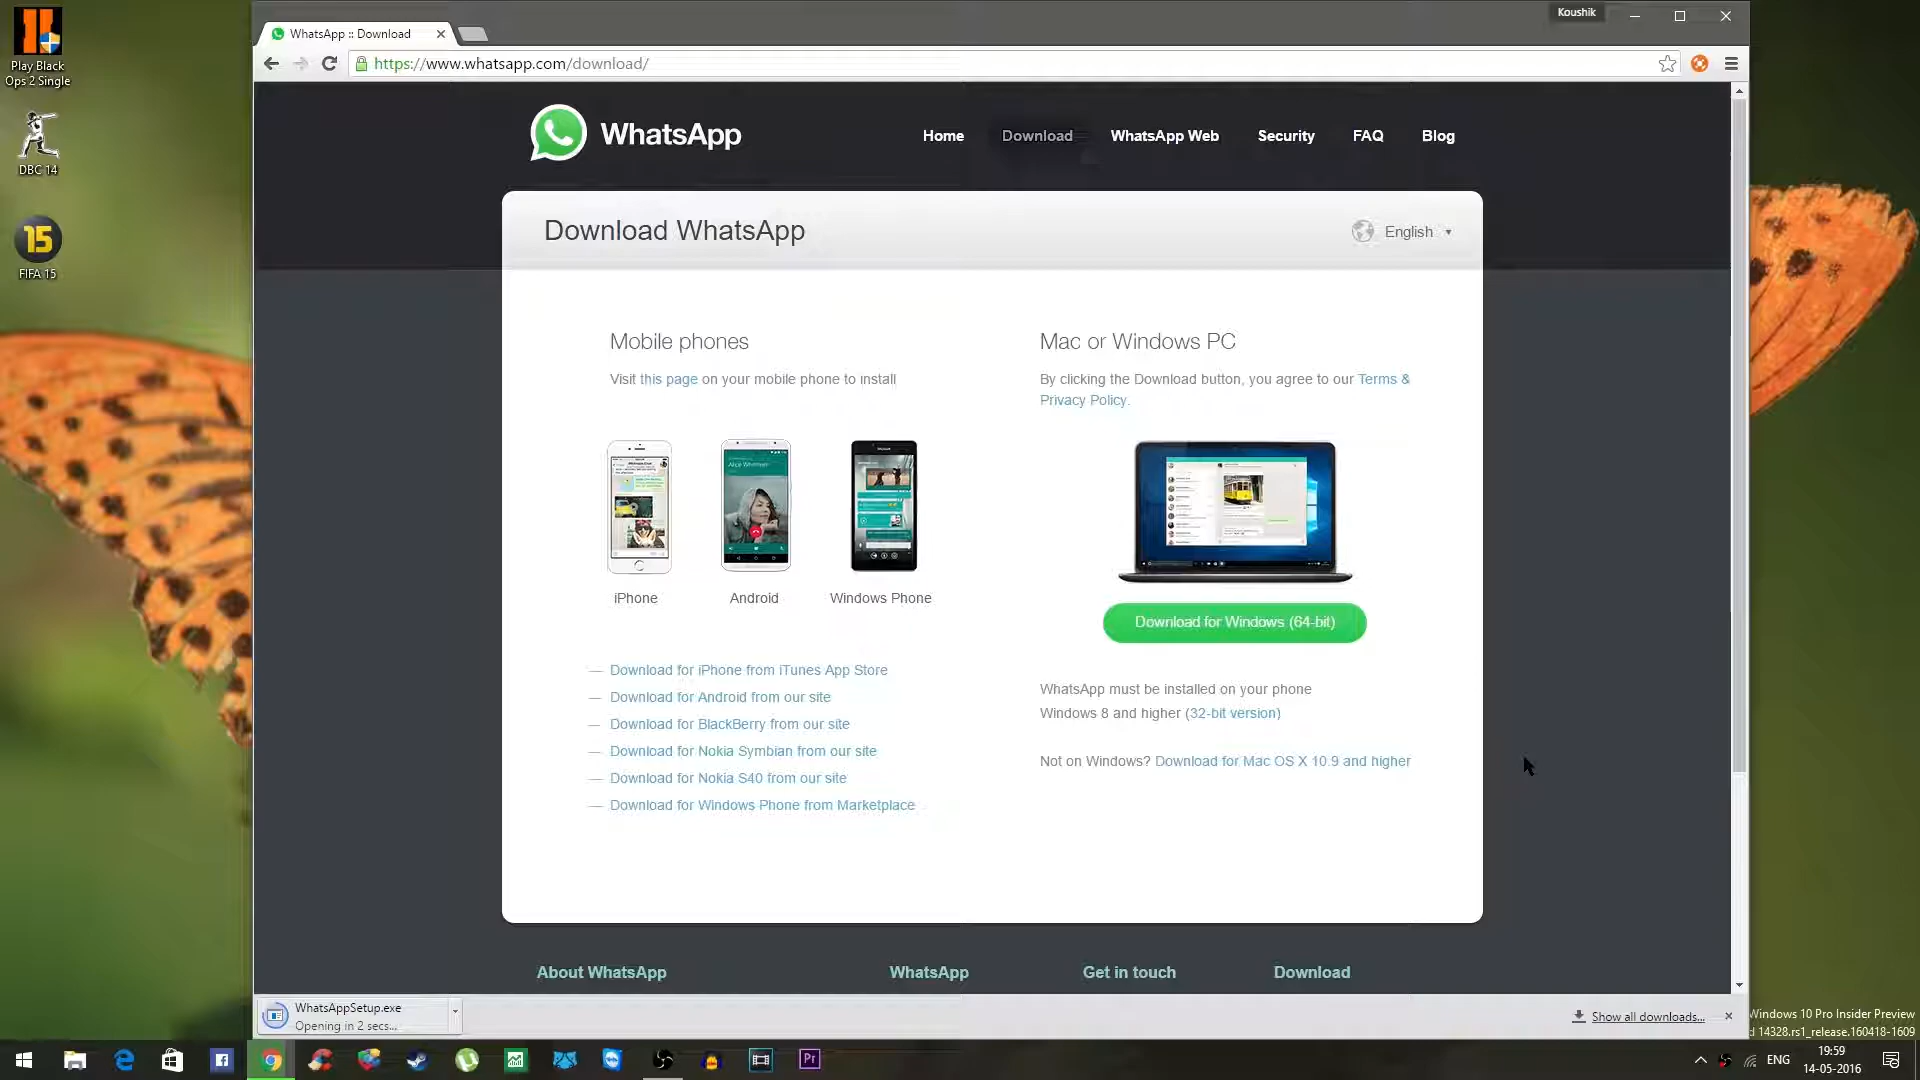 Play Black
Ops 2 Single
DBC 14
15
FIFA 15
WhatsApp :: Download
Koushik
https://www.whatsapp.com/download/
WhatsApp
Home
Download
WhatsApp Web
Security
FAQ
Blog
Download WhatsApp
English
Mobile phones
Visit this page on your mobile phone to install
iPhone
Android
Windows Phone
— Download for iPhone from iTunes App Store
— Download for Android from our site
— Download for BlackBerry from our site
— Download for Nokia Symbian from our site
— Download for Nokia S40 from our site
— Download for Windows Phone from Marketplace
Mac or Windows PC
By clicking the Download button, you agree to our Terms &
Privacy Policy.
Download for Windows (64-bit)
WhatsApp must be installed on your phone
Windows 8 and higher (32-bit version)
Not on Windows? Download for Mac OS X 10.9 and higher
About WhatsApp
WhatsApp
Get in touch
Download
WhatsAppSetup.exe
Opening in 2 secs...
Show all downloads...
Windows 10 Pro Insider Preview
d 14328.rs1_release.160418-1609
Pr
ENG
19:59
14-05-2016